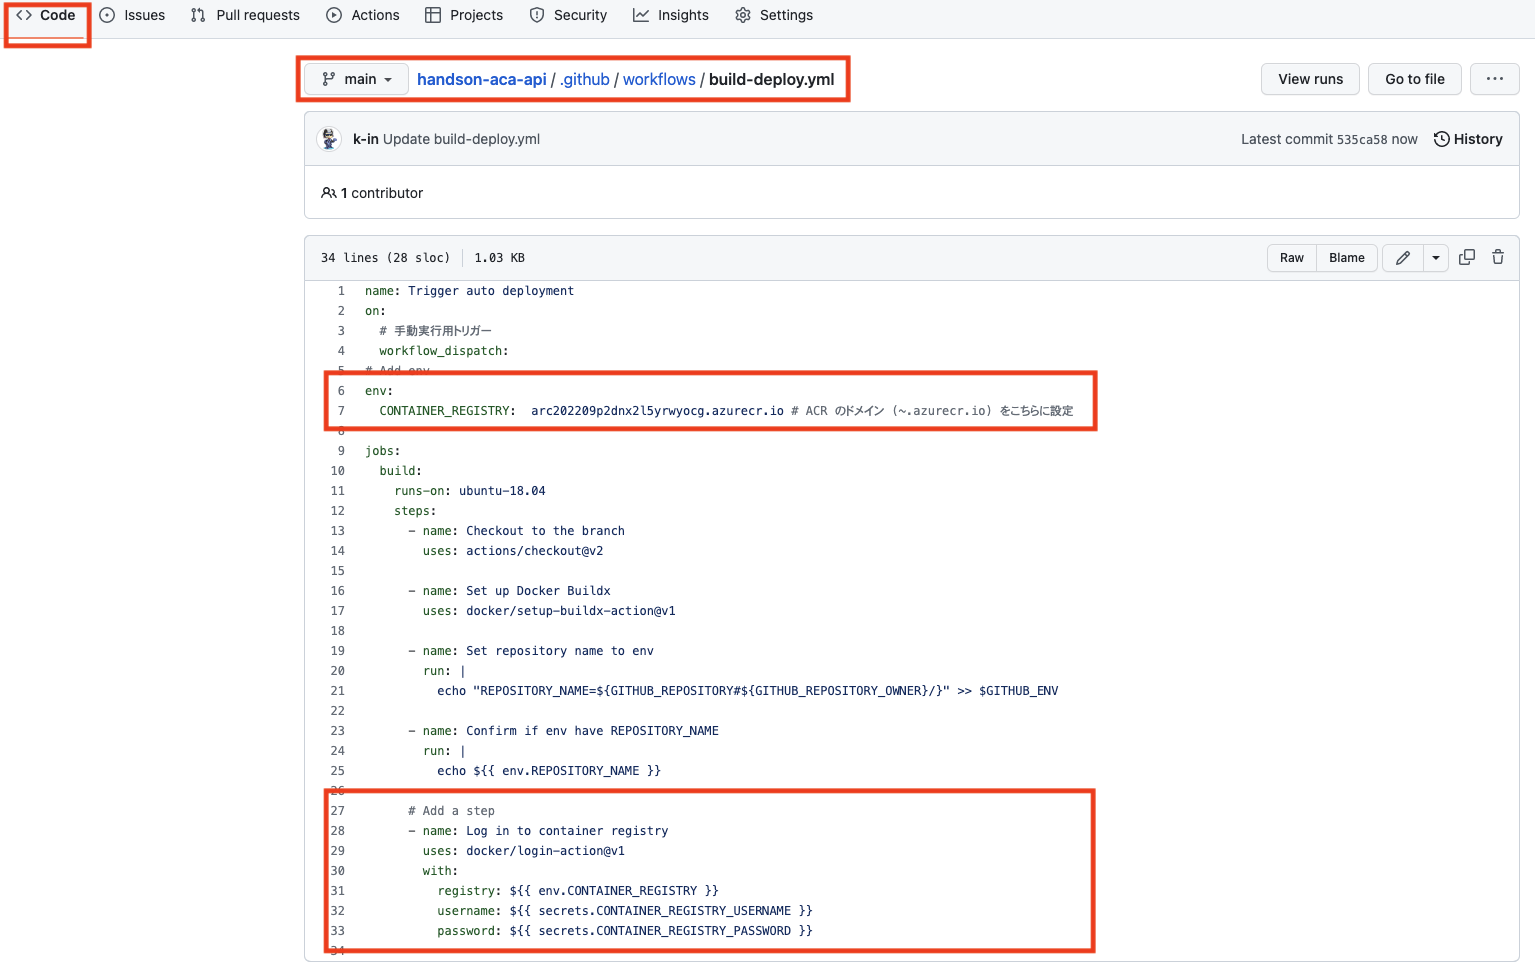 Code Issues Pull requests Actions Projects Security Insights Settings
main handson-aca-api / .github / workflows / build-deploy.yml View runs Go to file ...
k-in Update build-deploy.yml Latest commit 535ca58 now History
1 contributor
34 lines (28 sloc) 1.03 KB Raw Blame
1 name: Trigger auto deployment
2 on:
3 # 手動実行用トリガー
4 workflow_dispatch:
5 # Add env
6 env:
7 CONTAINER_REGISTRY: arc202209p2dnx2l5yrwyocg.azurecr.io # ACR のドメイン (~.azurecr.io) をこちらに設定
8
9 jobs:
10 build:
11 runs-on: ubuntu-18.04
12 steps:
13 - name: Checkout to the branch
14 uses: actions/checkout@v2
15
16 - name: Set up Docker Buildx
17 uses: docker/setup-buildx-action@v1
18
19 - name: Set repository name to env
20 run: |
21 echo "REPOSITORY_NAME=${GITHUB_REPOSITORY#${GITHUB_REPOSITORY_OWNER}/}" >> $GITHUB_ENV
22
23 - name: Confirm if env have REPOSITORY_NAME
24 run: |
25 echo ${{ env.REPOSITORY_NAME }}
26
27 # Add a step
28 - name: Log in to container registry
29 uses: docker/login-action@v1
30 with:
31 registry: ${{ env.CONTAINER_REGISTRY }}
32 username: ${{ secrets.CONTAINER_REGISTRY_USERNAME }}
33 password: ${{ secrets.CONTAINER_REGISTRY_PASSWORD }}
34